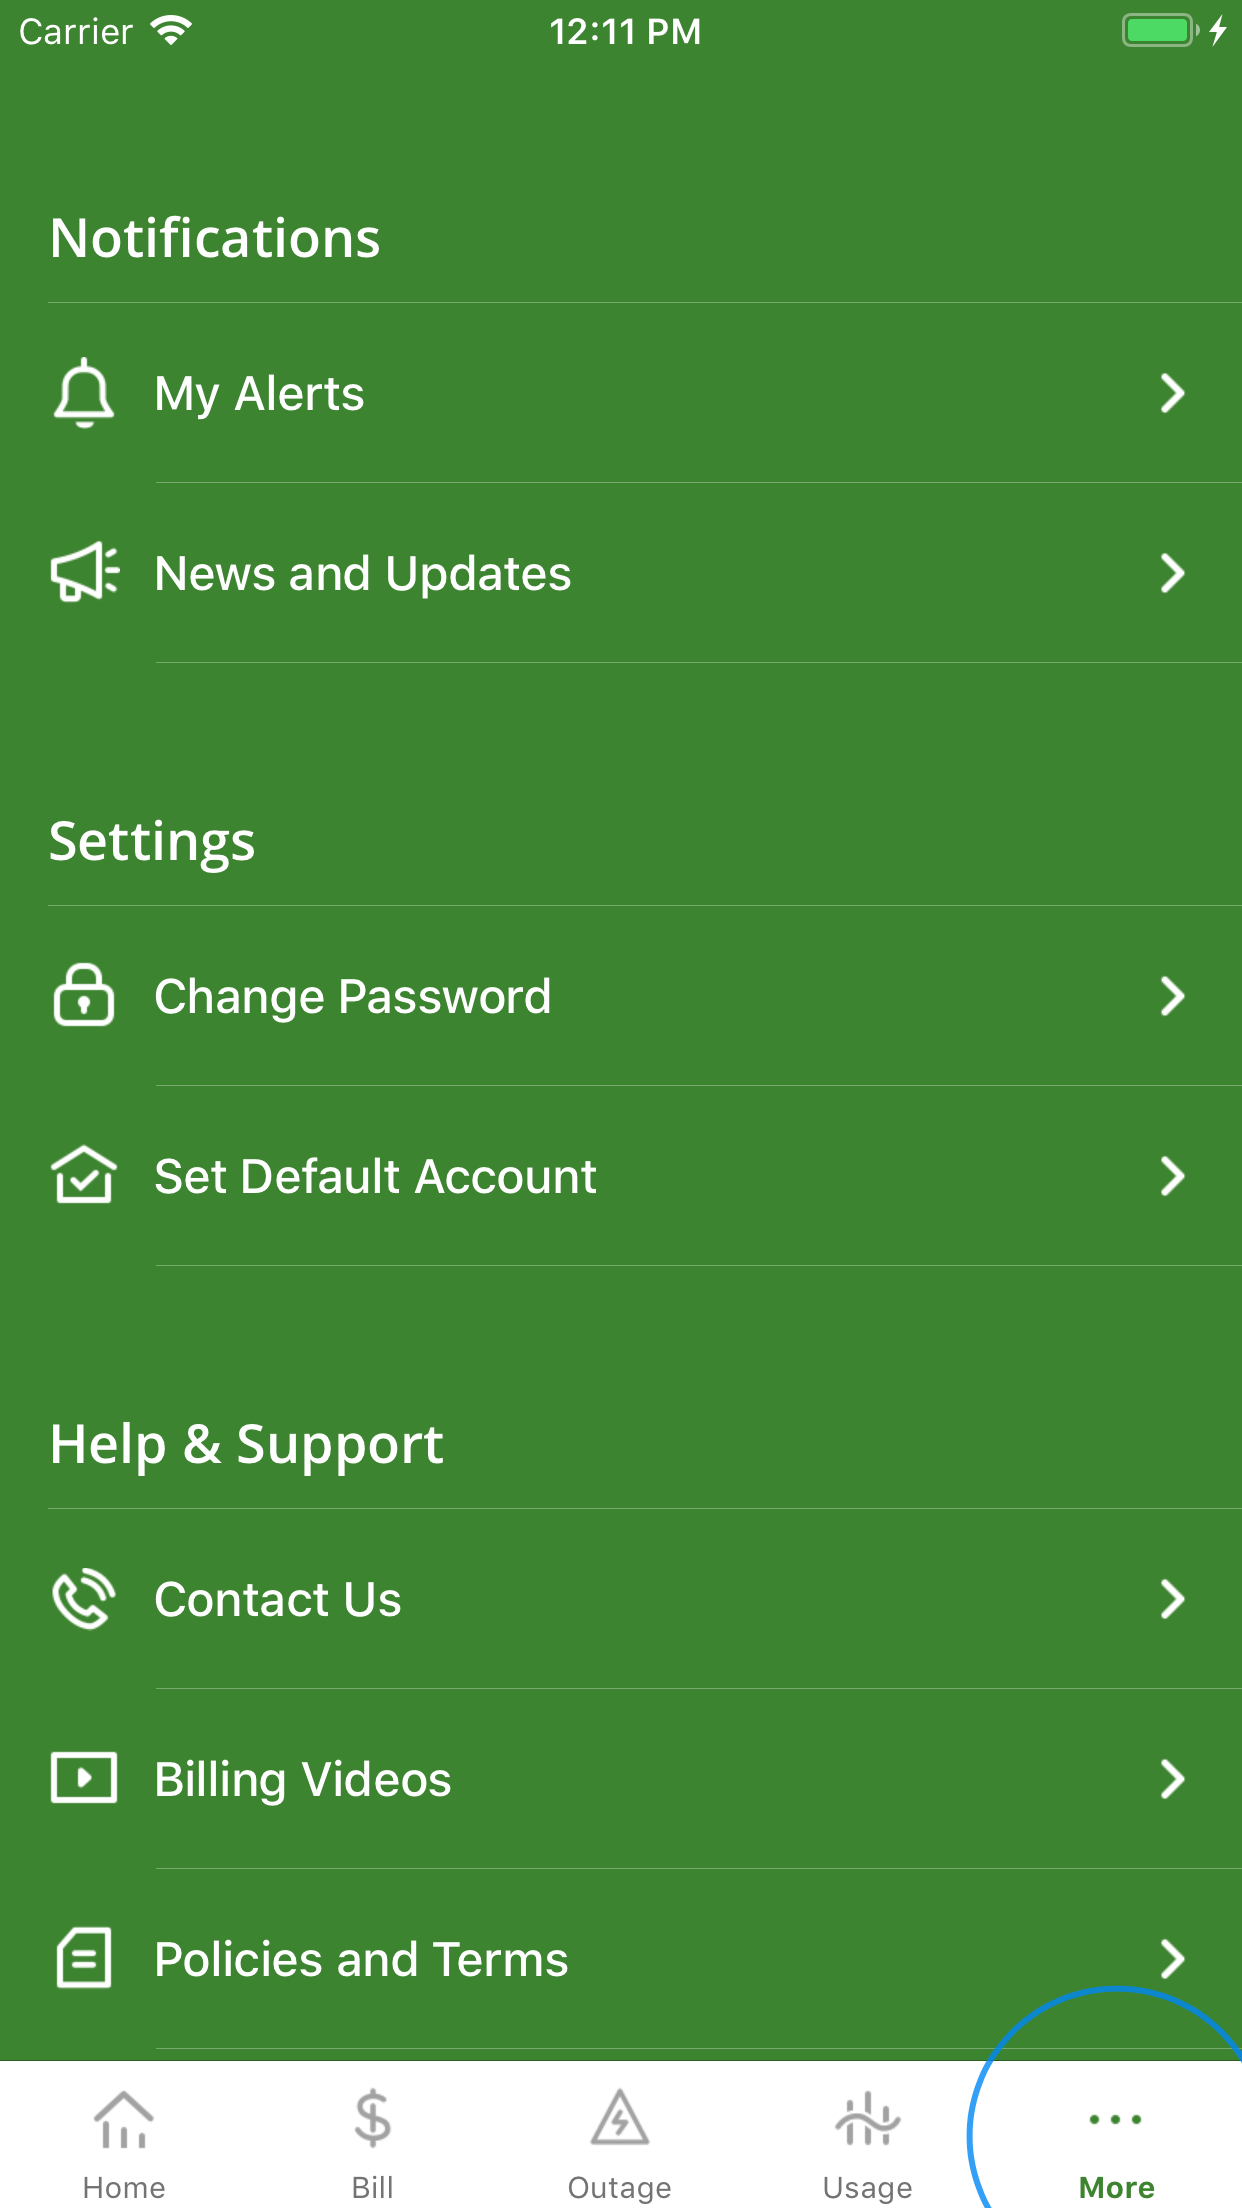 Carrier 12:11 PM
Notifications
My Alerts
News and Updates
Settings
Change Password
Set Default Account
Help & Support
Contact Us
Billing Videos
Policies and Terms
Home Bill Outage Usage More